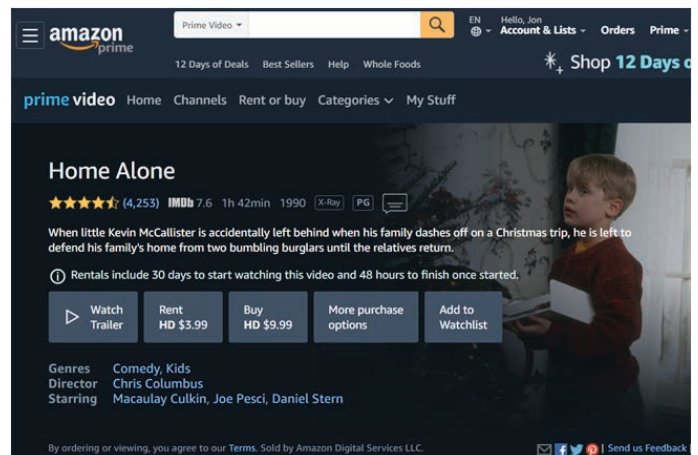 amazon prime
Prime Video
EN
Hello, Jon
Account & Lists
Orders
Prime
12 Days of Deals Best Sellers Help Whole Foods
Shop 12 Days o
prime video Home Channels Rent or buy Categories My Stuff
Home Alone
(4,253) IMDb 7.6 1h 42min 1990 X-Ray PG
When little Kevin McCallister is accidentally left behind when his family dashes off on a Christmas trip, he is left to
defend his family's home from two bumbling burglars until the relatives return.
Rentals include 30 days to start watching this video and 48 hours to finish once started.
Watch
Trailer
Rent
HD $3.99
Buy
HD $9.99
More purchase
options
Add to
Watchlist
Genres Comedy, Kids
Director Chris Columbus
Starring Macaulay Culkin, Joe Pesci, Daniel Stern
By ordering or viewing, you agree to our Terms. Sold by Amazon Digital Services LLC.
Send us Feedback